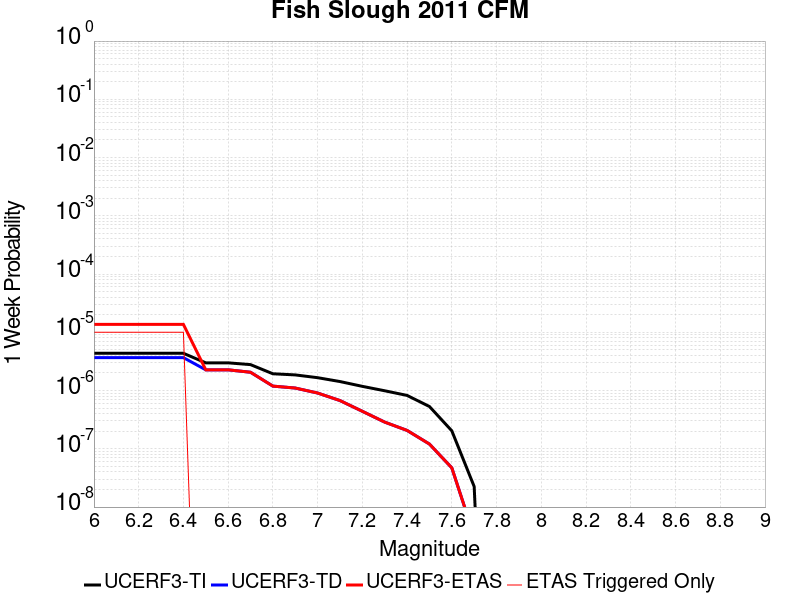 Fish Slough 2011 CFM
10^0
10^-1
10^-2
10^-3
10^-4
10^-5
10^-6
10^-7
10^-8
1 Week Probability
6 6.2 6.4 6.6 6.8 7 7.2 7.4 7.6 7.8 8 8.2 8.4 8.6 8.8 9
Magnitude
UCERF3-TI UCERF3-TD UCERF3-ETAS ETAS Triggered Only